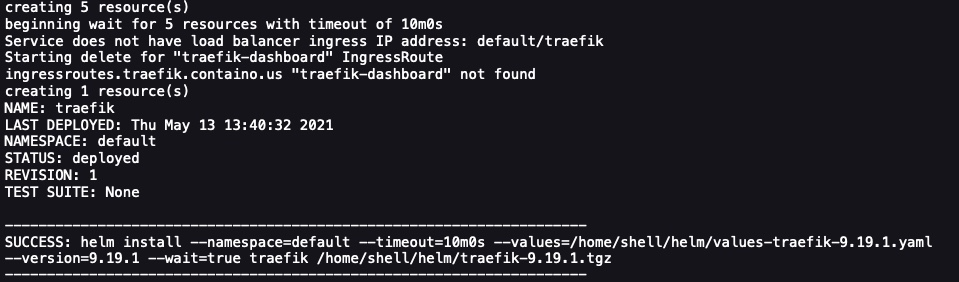 creating 5 resource(s)
beginning wait for 5 resources with timeout of 10m0s
Service does not have load balancer ingress IP address: default/traefik
Starting delete for "traefik-dashboard" IngressRoute
ingressroutes.traefik.containo.us "traefik-dashboard" not found
creating 1 resource(s)
NAME: traefik
LAST DEPLOYED: Thu May 13 13:40:32 2021
NAMESPACE: default
STATUS: deployed
REVISION: 1
TEST SUITE: None
---------------------------------------------------------------------
SUCCESS: helm install --namespace=default --timeout=10m0s --values=/home/shell/helm/values-traefik-9.19.1.yaml
--version=9.19.1 --wait=true traefik /home/shell/helm/traefik-9.19.1.tgz
---------------------------------------------------------------------